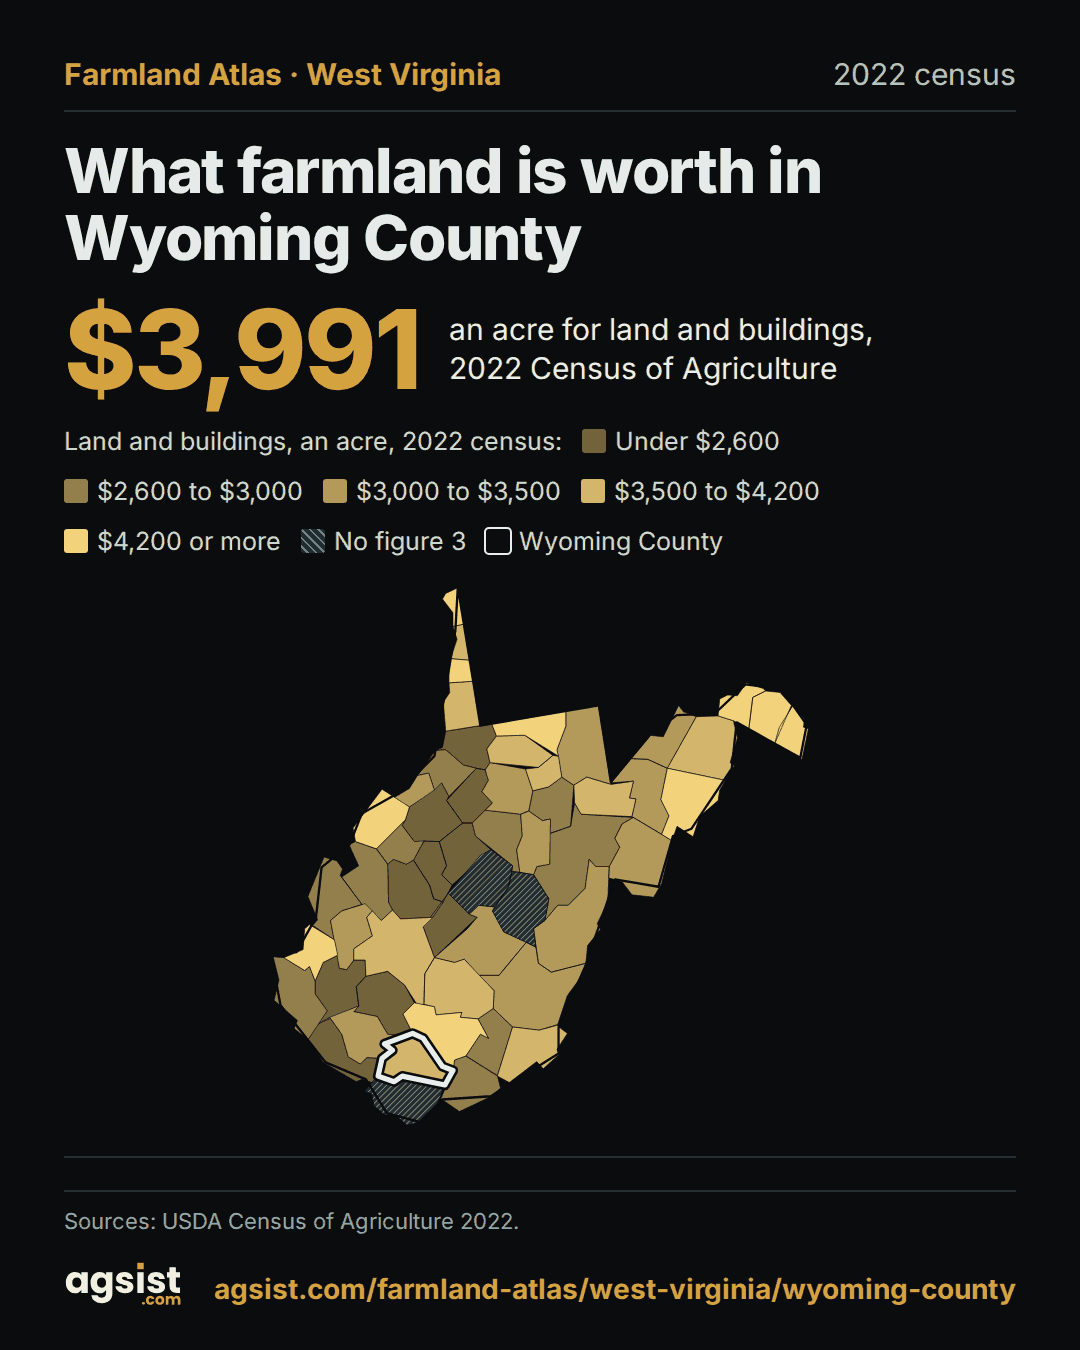 Farmland Atlas · West Virginia
2022 census
What farmland is worth in
Wyoming County
$3,991
an acre for land and buildings,
2022 Census of Agriculture
Land and buildings, an acre, 2022 census: Under $2,600
$2,600 to $3,000 $3,000 to $3,500 $3,500 to $4,200
$4,200 or more No figure 3 Wyoming County
Sources: USDA Census of Agriculture 2022.
agsist
.com
agsist.com/farmland-atlas/west-virginia/wyoming-county